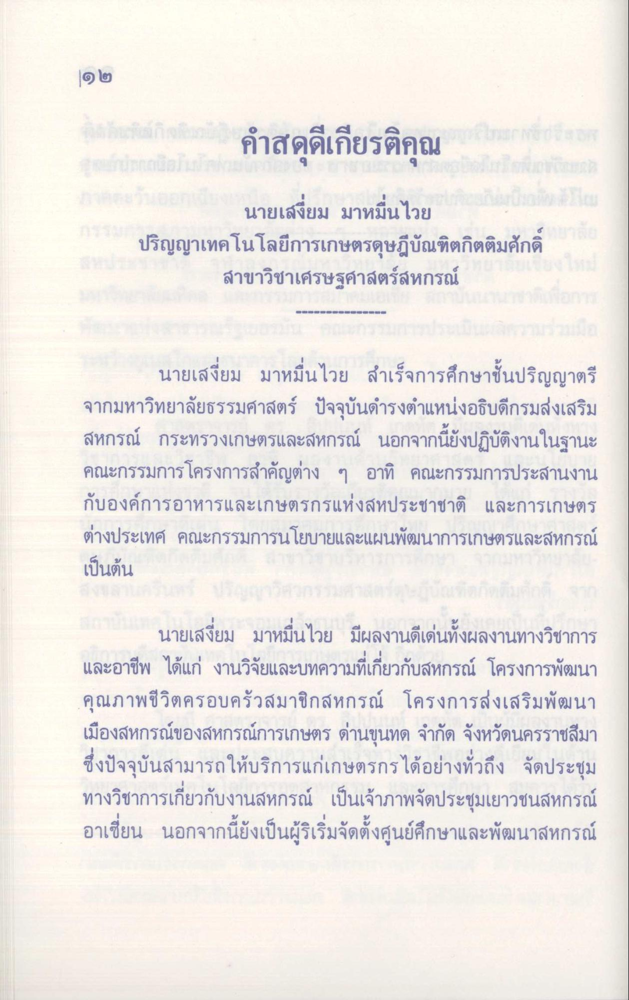 ๑๒
คำสดุดีเกียรติคุณ
นายเสงี่ยม มาหมื่นไวย
ปริญญาเทคโนโลยีการเกษตรดุษฎีบัณฑิตกิตติมศักดิ์
สาขาวิชาเศรษฐศาสตร์สหกรณ์
---------------
นายเสงี่ยม มาหมื่นไวย สำเร็จการศึกษาชั้นปริญญาตรี
จากมหาวิทยาลัยธรรมศาสตร์ ปัจจุบันดำรงตำแหน่งอธิบดีกรมส่งเสริม
สหกรณ์ กระทรวงเกษตรและสหกรณ์ นอกจากนี้ยังปฏิบัติงานในฐานะ
คณะกรรมการโครงการสำคัญต่าง ๆ อาทิ คณะกรรมการประสานงาน
กับองค์การอาหารและเกษตรกรแห่งสหประชาชาติ และการเกษตร
ต่างประเทศ คณะกรรมการนโยบายและแผนพัฒนาการเกษตรและสหกรณ์
เป็นต้น
นายเสงี่ยม มาหมื่นไวย มีผลงานดีเด่นทั้งผลงานทางวิชาการ
และอาชีพ ได้แก่ งานวิจัยและบทความที่เกี่ยวกับสหกรณ์ โครงการพัฒนา
คุณภาพชีวิตครอบครัวสมาชิกสหกรณ์ โครงการส่งเสริมพัฒนา
เมืองสหกรณ์ของสหกรณ์การเกษตร ด่านขุนทด จำกัด จังหวัดนครราชสีมา
ซึ่งปัจจุบันสามารถให้บริการแก่เกษตรกรได้อย่างทั่วถึง จัดประชุม
ทางวิชาการเกี่ยวกับงานสหกรณ์ เป็นเจ้าภาพจัดประชุมเยาวชนสหกรณ์
อาเซี่ยน นอกจากนี้ยังเป็นผู้ริเริ่มจัดตั้งศูนย์ศึกษาและพัฒนาสหกรณ์